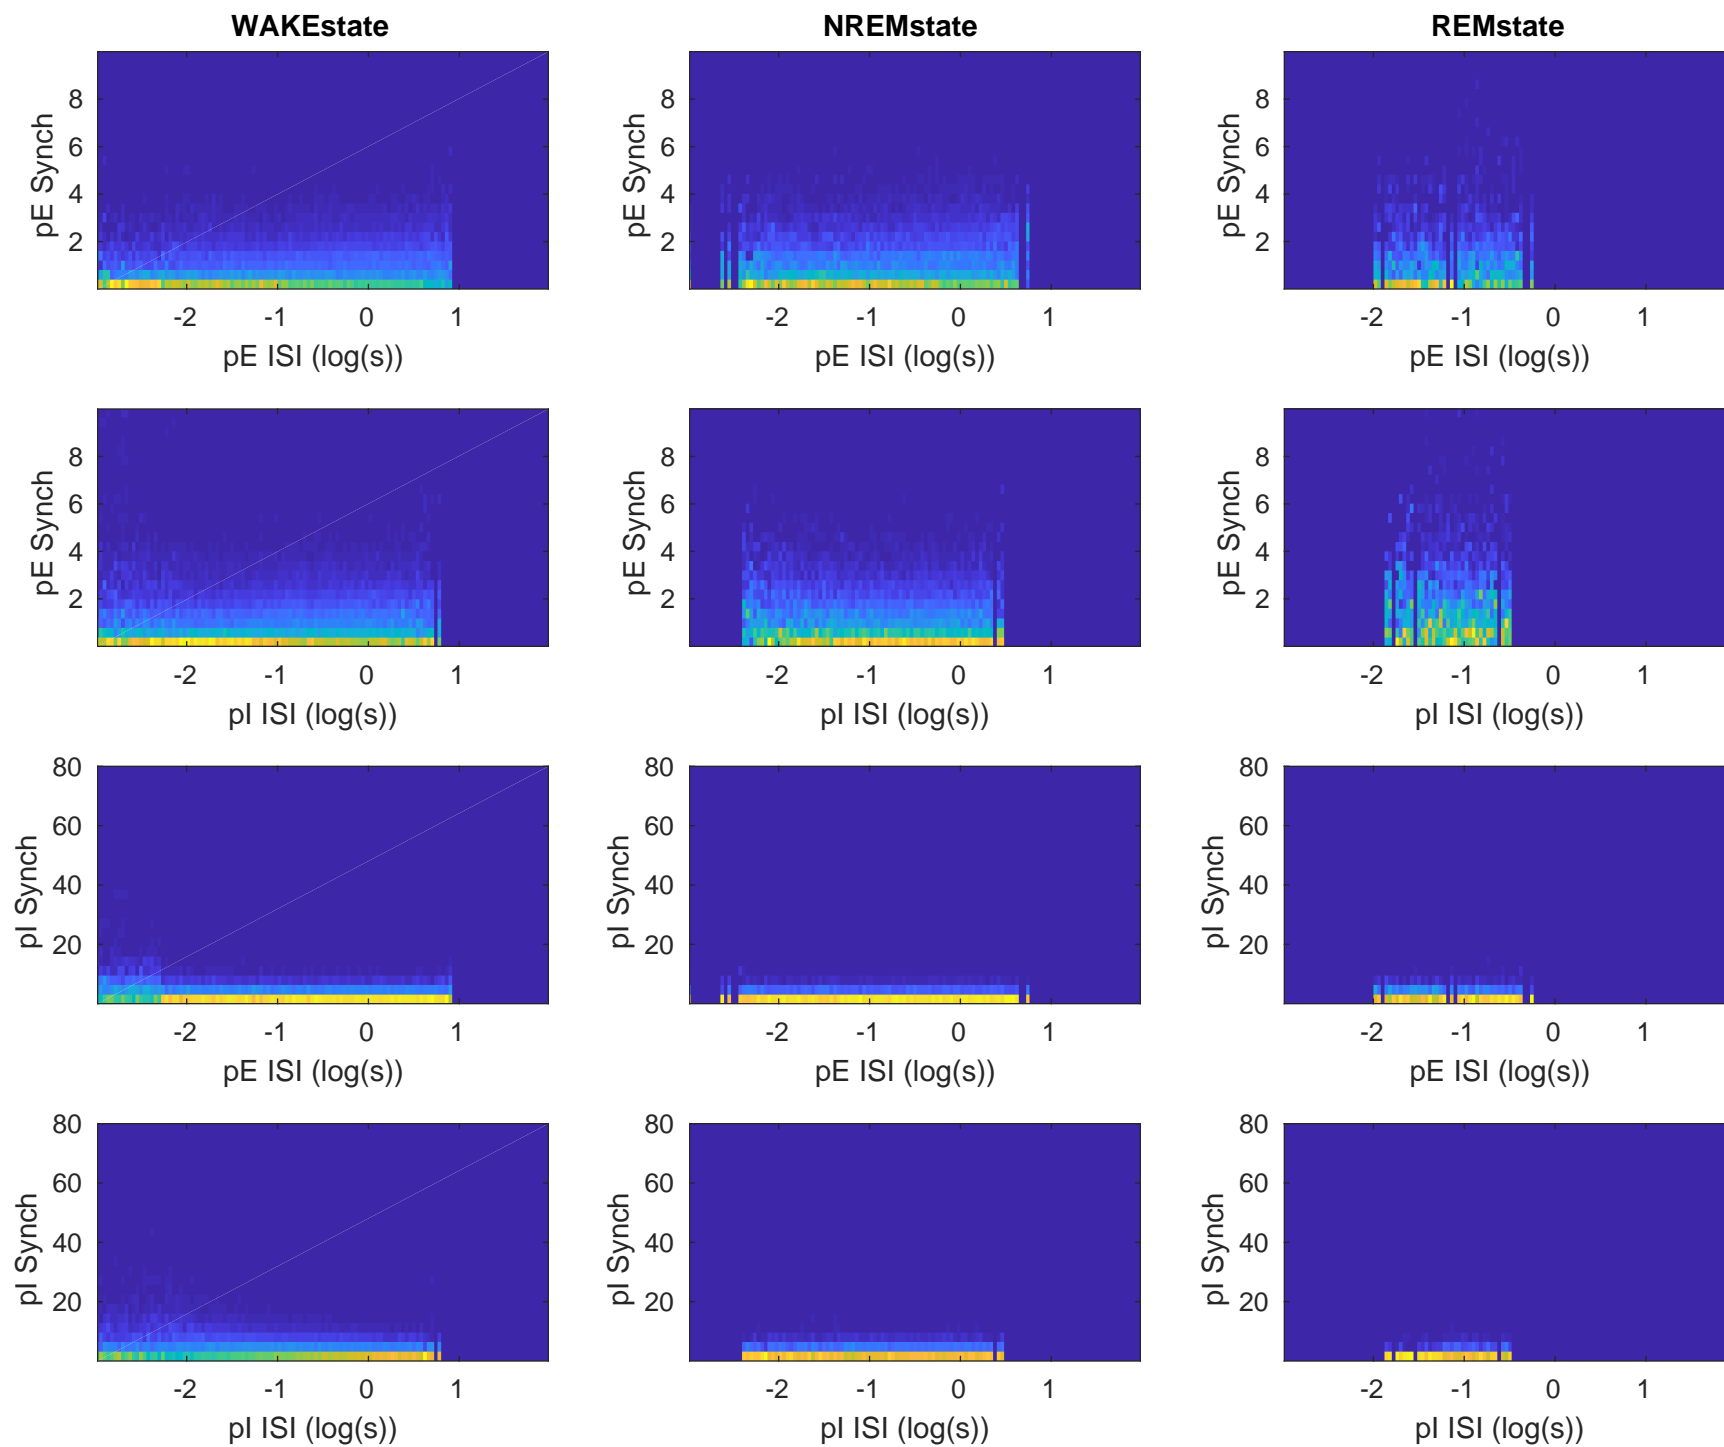 WAKEstate NREMstate REMstate
8 8 8
6 6 6
4 4 4
2 2 2
pE Synch pE Synch pE Synch
-2 -1 0 1 -2 -1 0 1 -2 -1 0 1
pE ISI (log(s)) pE ISI (log(s)) pE ISI (log(s))
8 8 8
6 6 6
4 4 4
2 2 2
pE Synch pE Synch pE Synch
-2 -1 0 1 -2 -1 0 1 -2 -1 0 1
pI ISI (log(s)) pI ISI (log(s)) pI ISI (log(s))
80 80 80
60 60 60
40 40 40
20 20 20
pI Synch pI Synch pI Synch
-2 -1 0 1 -2 -1 0 1 -2 -1 0 1
pE ISI (log(s)) pE ISI (log(s)) pE ISI (log(s))
80 80 80
60 60 60
40 40 40
20 20 20
pI Synch pI Synch pI Synch
-2 -1 0 1 -2 -1 0 1 -2 -1 0 1
pI ISI (log(s)) pI ISI (log(s)) pI ISI (log(s))